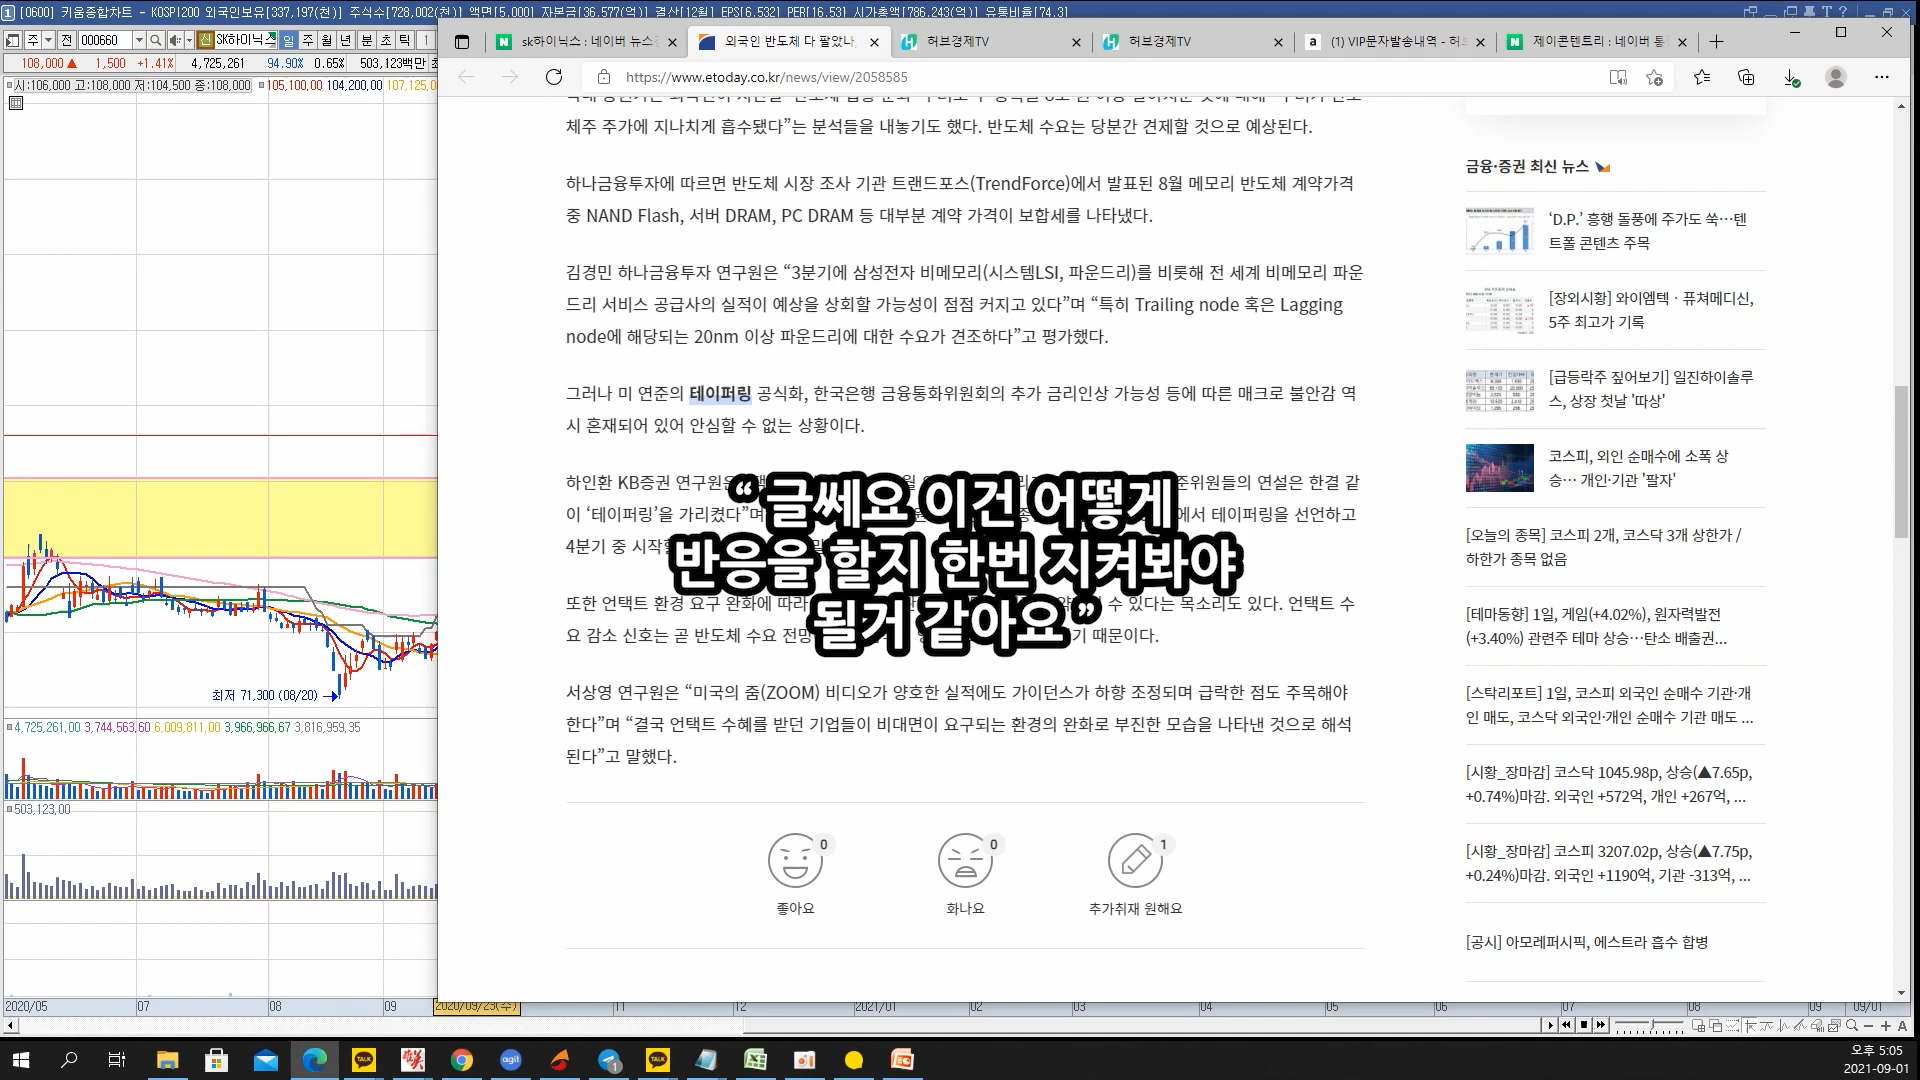 [0600] 키움종합차트 - KOSPI200 외국인보유[337,197(천)] 주식수[728,002(천)] 액면[5,000] 자본금[36,577(억)] 결산[12월] EPS[6,532] PER[16.53] 시가총액[786,243(억)] 유동비율[74.3]
주 전 000660 신 SK하이닉스 일 주 월 년 분 초 틱 1
108,000 ▲ 1,500 +1.41% 4,725,261 94.90% 0.65% 503,123백만
시:106,000 고:108,000 저:104,500 종:108,000 105,100,00 104,200,00 107,125,0
최저 71,300 (08/20)
4,725,261,00 3,744,563,60 6,009,811,00 3,966,966,67 3,816,959,35
503,123,00
2020/05 07 08 09 2020/09/23(수) 11 12 2021/01 02 03 04 05 06 07 08 09 09/01
sk하이닉스 : 네이버 뉴스
외국인 반도체 다 팔았나,
허브경제TV
허브경제TV
(1) VIP문자발송내역 - 허브
제이콘텐트리 : 네이버 통
https://www.etoday.co.kr/news/view/2058585
체주 주가에 지나치게 흡수됐다”는 분석들을 내놓기도 했다. 반도체 수요는 당분간 견제할 것으로 예상된다.
하나금융투자에 따르면 반도체 시장 조사 기관 트랜드포스(TrendForce)에서 발표된 8월 메모리 반도체 계약가격
중 NAND Flash, 서버 DRAM, PC DRAM 등 대부분 계약 가격이 보합세를 나타냈다.
김경민 하나금융투자 연구원은 “3분기에 삼성전자 비메모리(시스템LSI, 파운드리)를 비롯해 전 세계 비메모리 파운
드리 서비스 공급사의 실적이 예상을 상회할 가능성이 점점 커지고 있다”며 “특히 Trailing node 혹은 Lagging
node에 해당되는 20nm 이상 파운드리에 대한 수요가 견조하다”고 평가했다.
그러나 미 연준의 테이퍼링 공식화, 한국은행 금융통화위원회의 추가 금리인상 가능성 등에 따른 매크로 불안감 역
시 혼재되어 있어 안심할 수 없는 상황이다.
하인환 KB증권 연구원은 준위원들의 연설은 한결 같
이 ‘테이퍼링’을 가리켰다”며 에서 테이퍼링을 선언하고
4분기 중 시작
또한 언택트 환경 요구 완화에 따라 수 있다는 목소리도 있다. 언택트 수
요 감소 신호는 곧 반도체 수요 전망 기 때문이다.
“글쎄요 이건 어떻게
반응을 할지 한번 지켜봐야
될거 같아요”
서상영 연구원은 “미국의 줌(ZOOM) 비디오가 양호한 실적에도 가이던스가 하향 조정되며 급락한 점도 주목해야
한다”며 “결국 언택트 수혜를 받던 기업들이 비대면이 요구되는 환경의 완화로 부진한 모습을 나타낸 것으로 해석
된다”고 말했다.
0 0 1
좋아요 화나요 추가취재 원해요
금융·증권 최신 뉴스
‘D.P.’ 흥행 돌풍에 주가도 쑥…텐
트폴 콘텐츠 주목
[장외시황] 와이엠텍ㆍ퓨쳐메디신,
5주 최고가 기록
[급등락주 짚어보기] 일진하이솔루
스, 상장 첫날 '따상'
코스피, 외인 순매수에 소폭 상
승… 개인·기관 '팔자'
[오늘의 종목] 코스피 2개, 코스닥 3개 상한가 /
하한가 종목 없음
[테마동향] 1일, 게임(+4.02%), 원자력발전
(+3.40%) 관련주 테마 상승…탄소 배출권...
[스탁리포트] 1일, 코스피 외국인 순매수 기관·개
인 매도, 코스닥 외국인·개인 순매수 기관 매도 ...
[시황_장마감] 코스닥 1045.98p, 상승(▲7.65p,
+0.74%)마감. 외국인 +572억, 개인 +267억, ...
[시황_장마감] 코스피 3207.02p, 상승(▲7.75p,
+0.24%)마감. 외국인 +1190억, 기관 -313억, ...
[공시] 아모레퍼시픽, 에스트라 흡수 합병
오후 5:05
2021-09-01